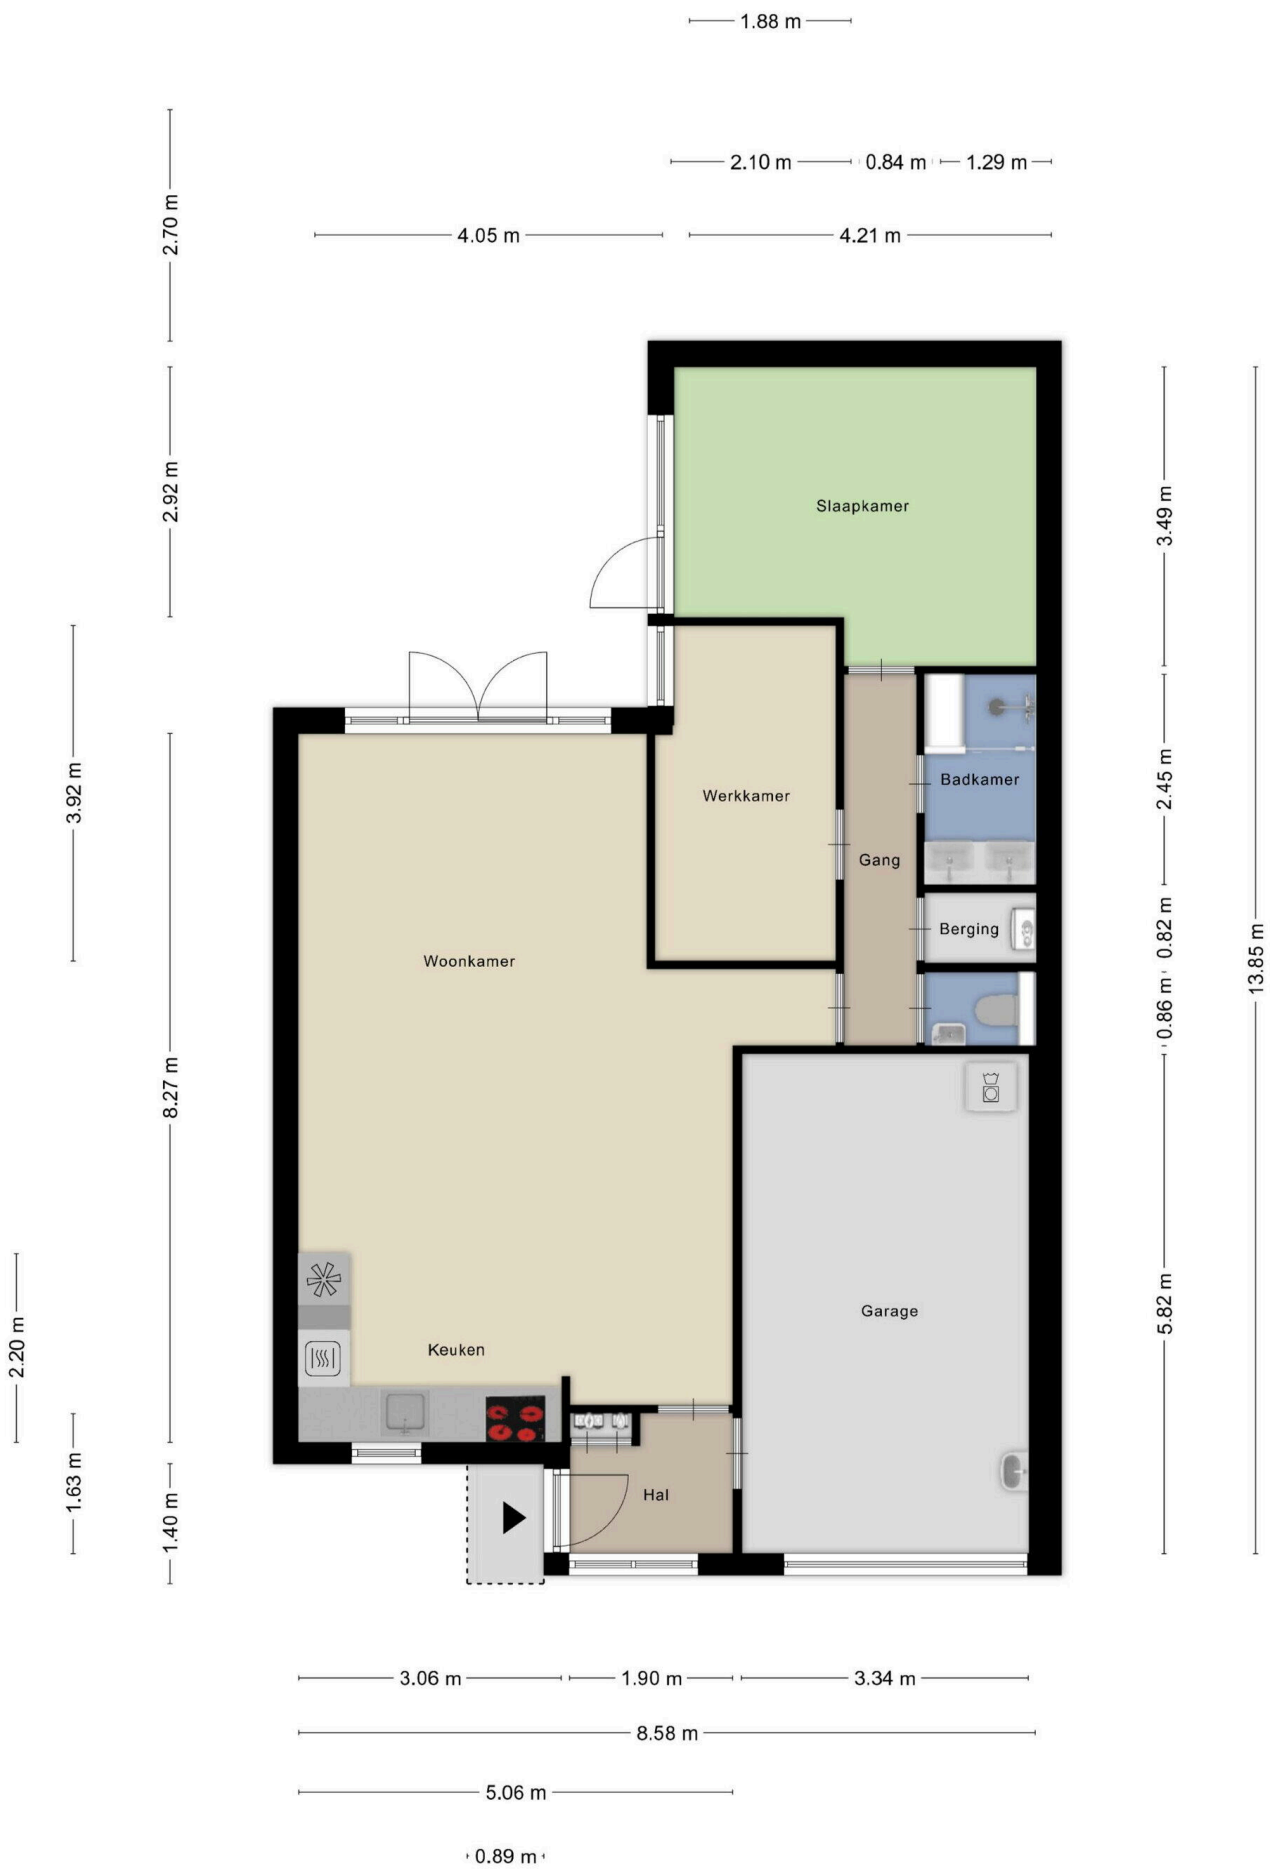 1.88 m
2.10 m
0.84 m
1.29 m
2.70 m
4.05 m
4.21 m
2.92 m
Slaapkamer
3.49 m
3.92 m
Werkkamer
Badkamer
2.45 m
Gang
Berging
0.82 m
Woonkamer
13.85 m
0.86 m
8.27 m
Garage
5.82 m
2.20 m
Keuken
1.63 m
Hal
1.40 m
3.06 m
1.90 m
3.34 m
8.58 m
5.06 m
0.89 m